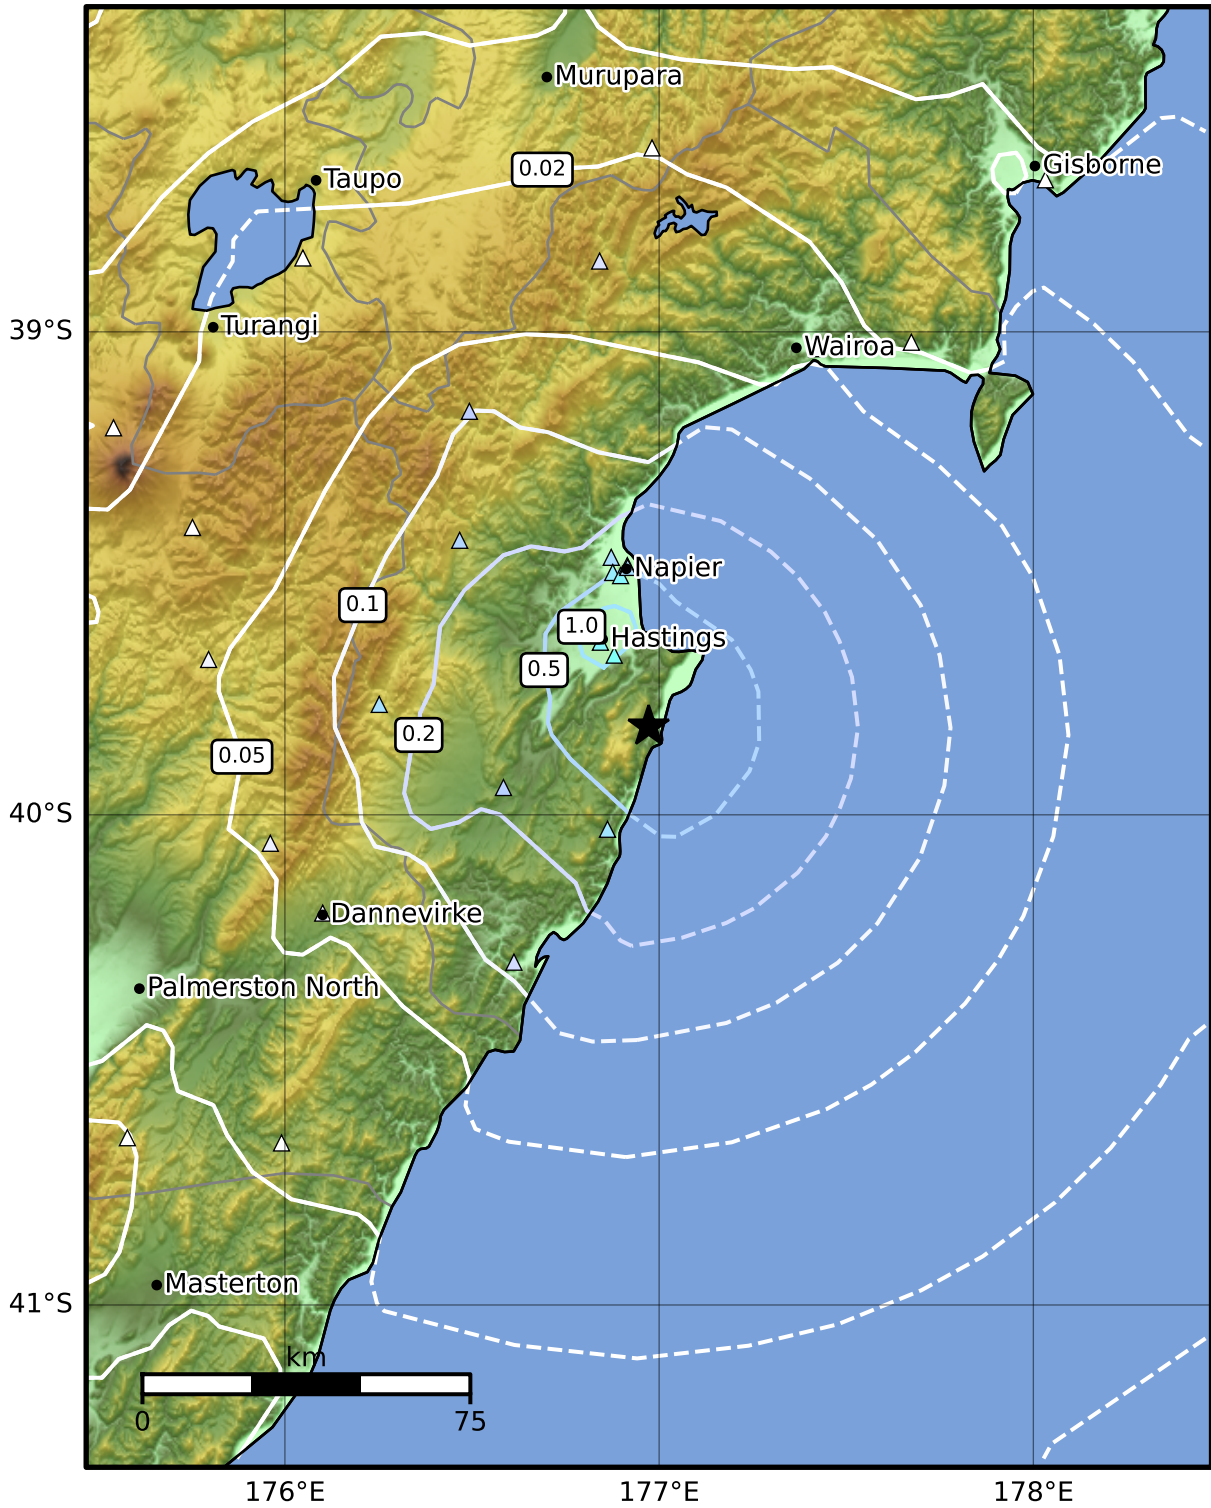 Murupara
0.02
Gisborne
Taupo
Turangi
39°S
Wairoa
Napier
0.1
1.0
Hastings
0.5
0.2
0.05
40°S
Dannevirke
Palmerston North
Masterton
41°S
km
0
75
176°E
177°E
178°E